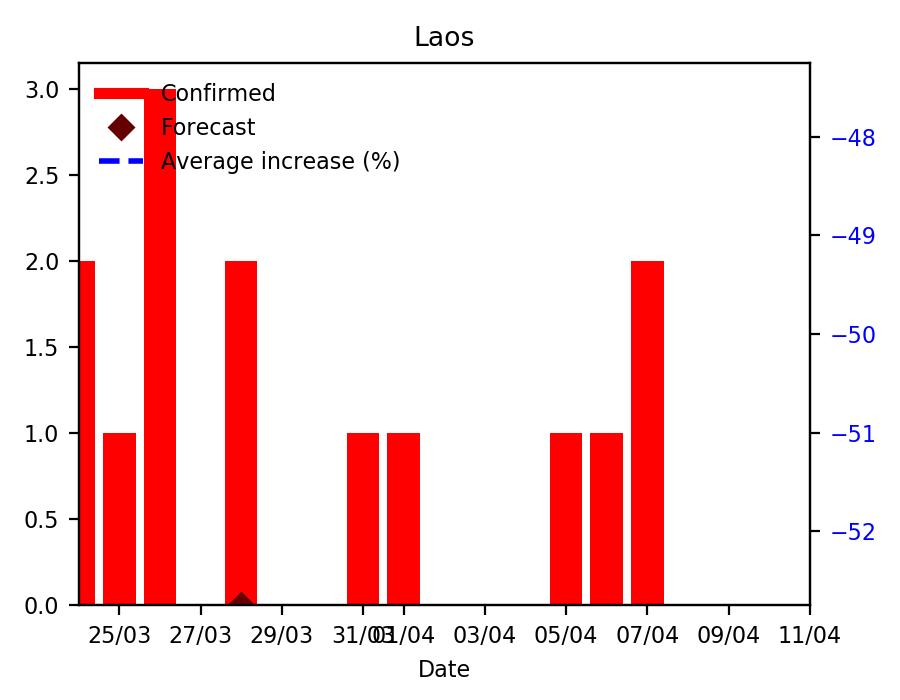 Laos
Confirmed
Forecast
Average increase (%)
3.0
2.5
2.0
1.5
1.0
0.5
0.0
−48
−49
−50
−51
−52
25/03 27/03 29/03 31/03 01/04 03/04 05/04 07/04 09/04 11/04
Date